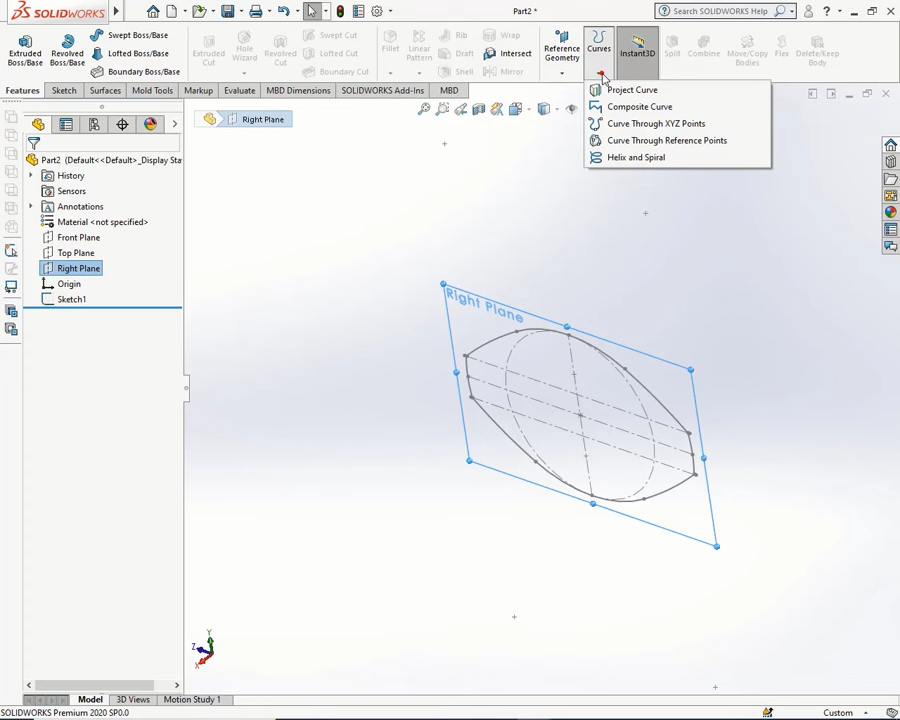 SOLIDWORKS
Part2 *
Search SOLIDWORKS Help
Extruded Boss/Base
Revolved Boss/Base
Swept Boss/Base
Lofted Boss/Base
Boundary Boss/Base
Extruded Cut
Hole Wizard
Revolved Cut
Swept Cut
Lofted Cut
Boundary Cut
Fillet
Linear Pattern
Rib
Draft
Shell
Wrap
Intersect
Mirror
Reference Geometry
Curves
Instant3D
Split
Combine
Move/Copy Bodies
Flex
Delete/Keep Body
Features
Sketch
Surfaces
Mold Tools
Markup
Evaluate
MBD Dimensions
SOLIDWORKS Add-Ins
MBD
Project Curve
Composite Curve
Curve Through XYZ Points
Curve Through Reference Points
Helix and Spiral
Right Plane
Part2 (Default<<Default>_Display Sta
History
Sensors
Annotations
Material <not specified>
Front Plane
Top Plane
Right Plane
Origin
Sketch1
Right Plane
Y
Z
X
Model
3D Views
Motion Study 1
SOLIDWORKS Premium 2020 SP0.0
Custom